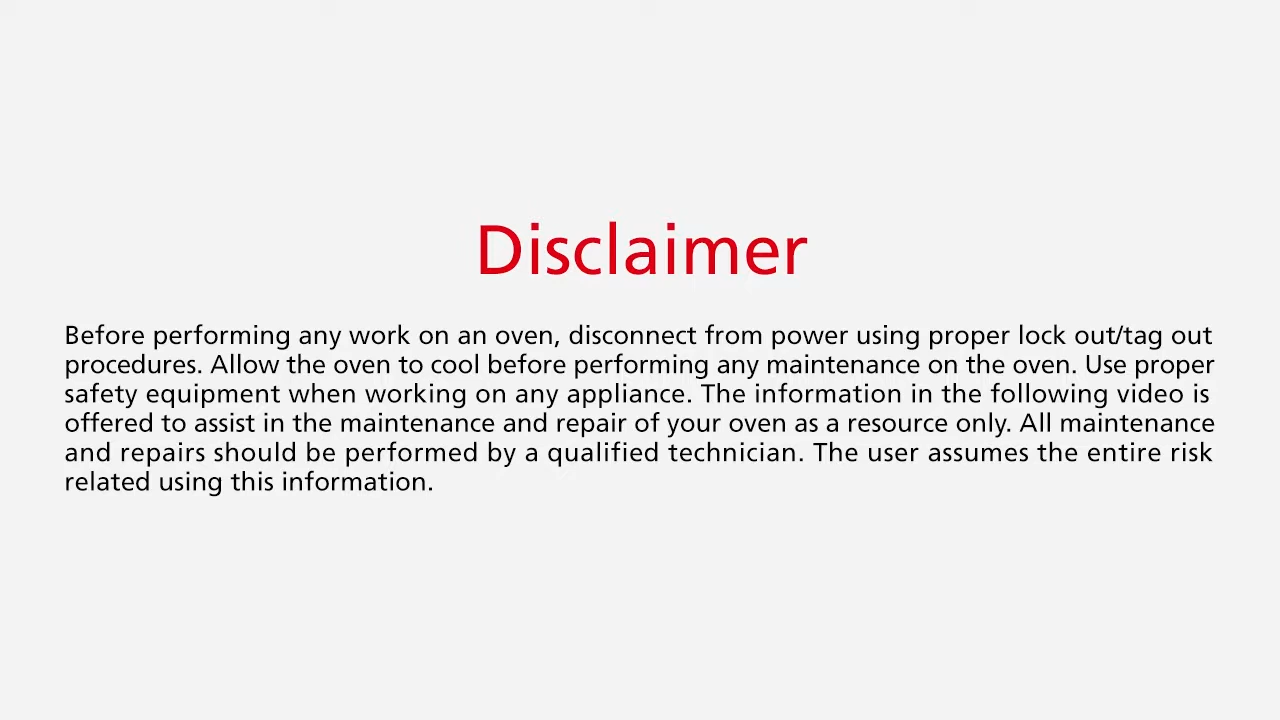 Disclaimer
Before performing any work on an oven, disconnect from power using proper lock out/tag out
procedures. Allow the oven to cool before performing any maintenance on the oven. Use proper
safety equipment when working on any appliance. The information in the following video is
offered to assist in the maintenance and repair of your oven as a resource only. All maintenance
and repairs should be performed by a qualified technician. The user assumes the entire risk
related using this information.